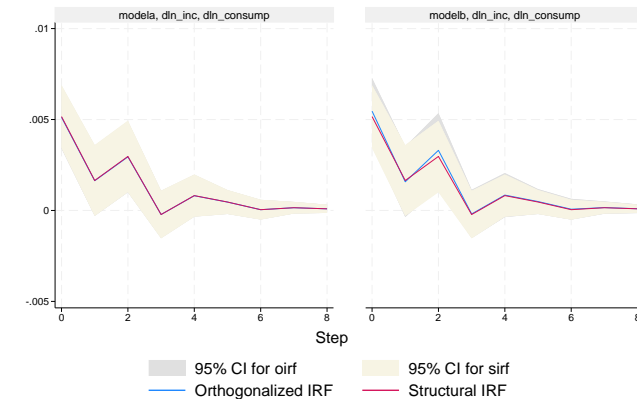 modela, dln_inc, dln_consump
modelb, dln_inc, dln_consump
.01
.005
0
-.005
0 2 4 6 8
0 2 4 6 8
Step
95% CI for oirf
95% CI for sirf
Orthogonalized IRF
Structural IRF